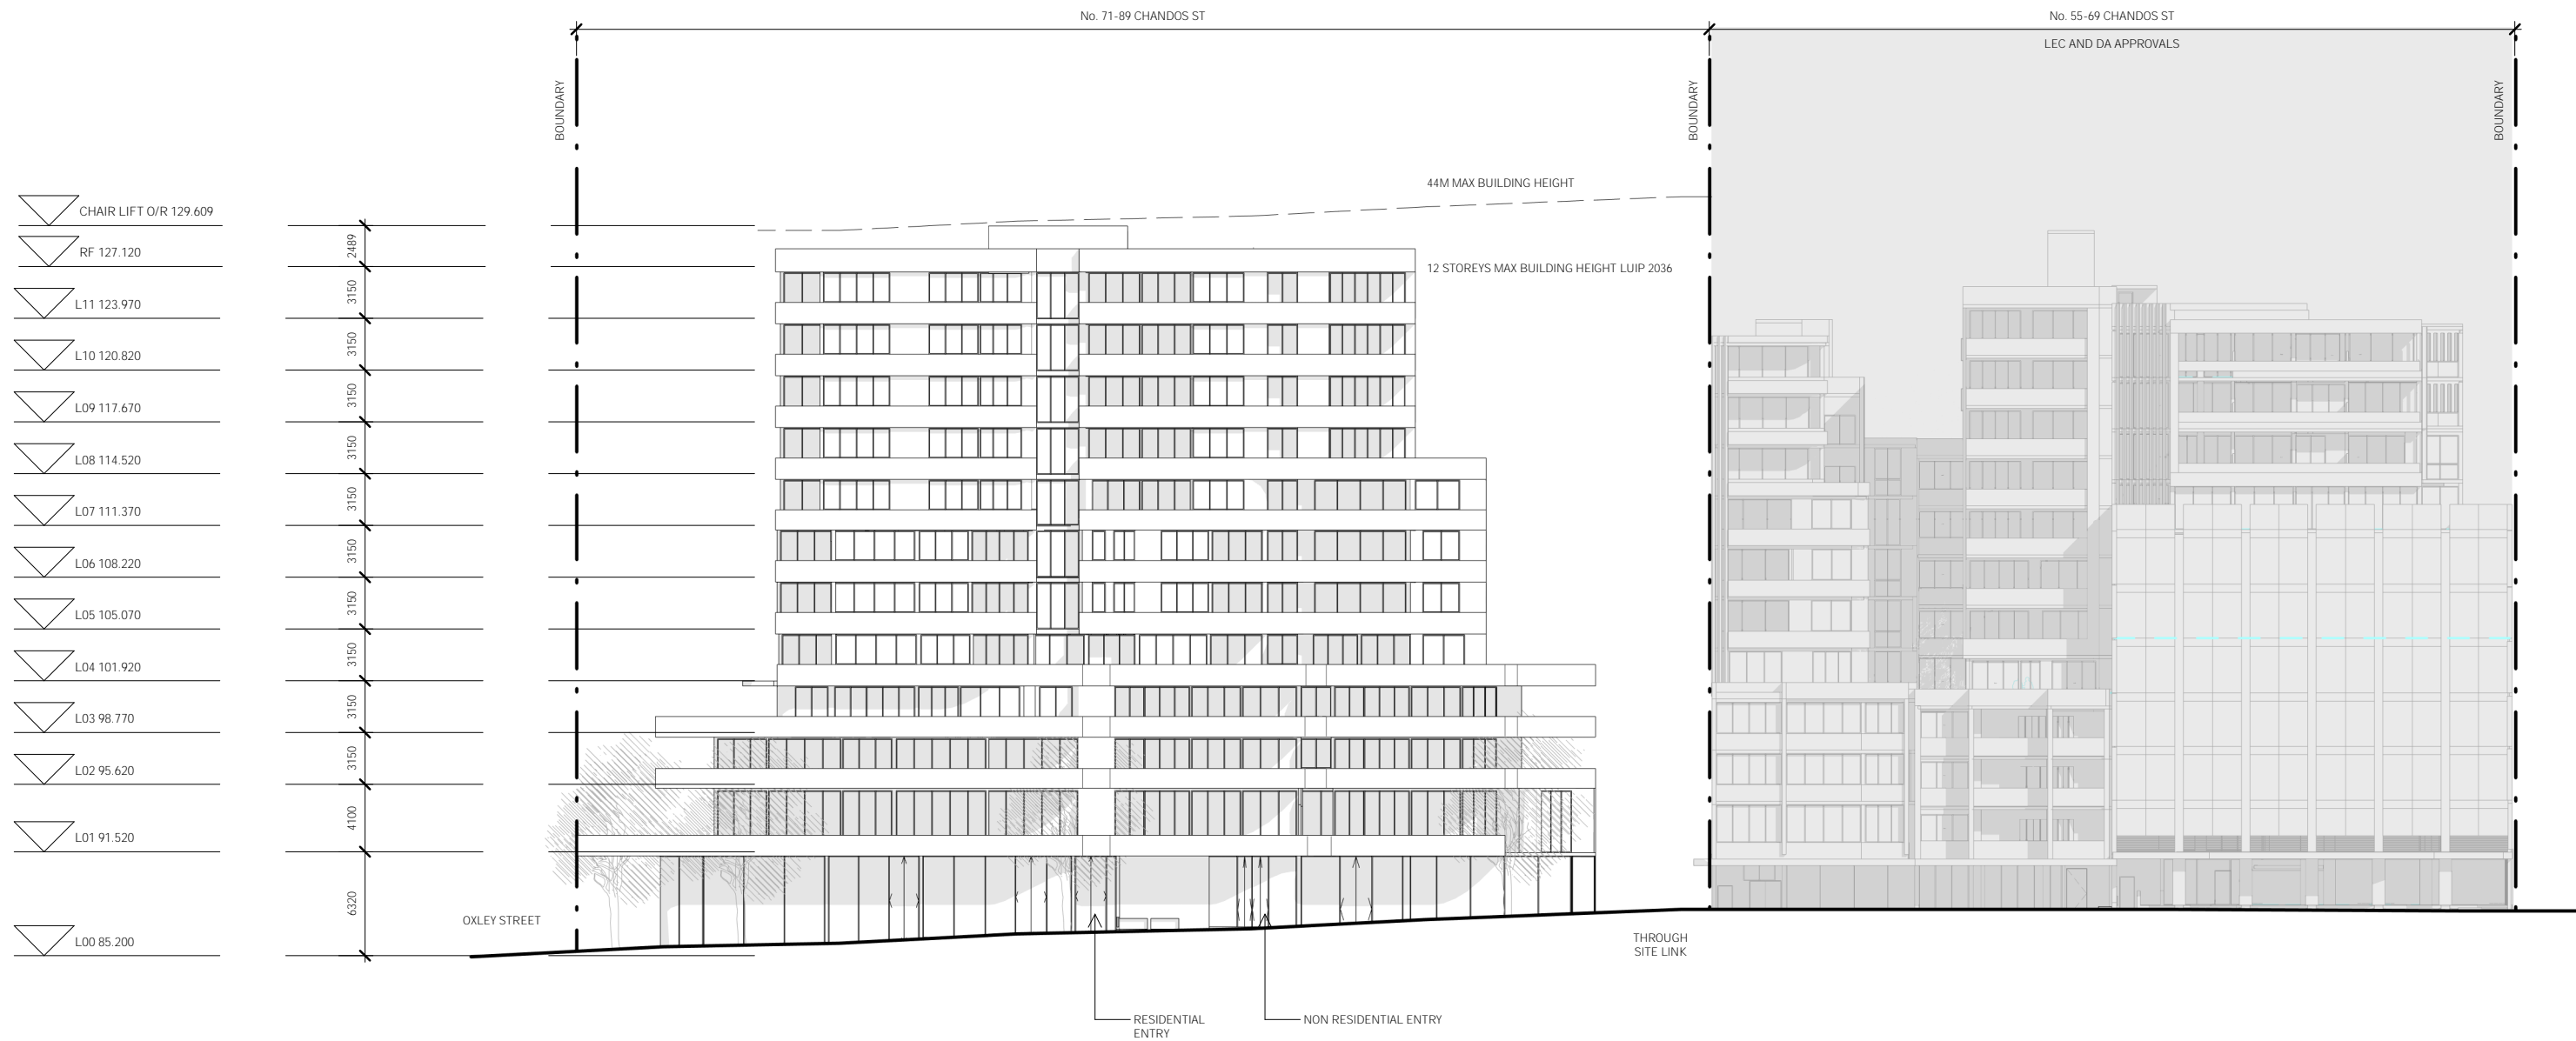 No. 71-89 CHANDOS ST
No. 55-69 CHANDOS ST
LEC AND DA APPROVALS
BOUNDARY
BOUNDARY
BOUNDARY
44M MAX BUILDING HEIGHT
CHAIR LIFT O/R 129.609
2489
RF 127.120
12 STOREYS MAX BUILDING HEIGHT LUIP 2036
3150
L11 123.970
3150
L10 120.820
3150
L09 117.670
3150
L08 114.520
3150
L07 111.370
3150
L06 108.220
3150
L05 105.070
3150
L04 101.920
3150
L03 98.770
3150
L02 95.620
4100
L01 91.520
6320
OXLEY STREET
L00 85.200
THROUGH
SITE LINK
RESIDENTIAL
ENTRY
NON RESIDENTIAL ENTRY